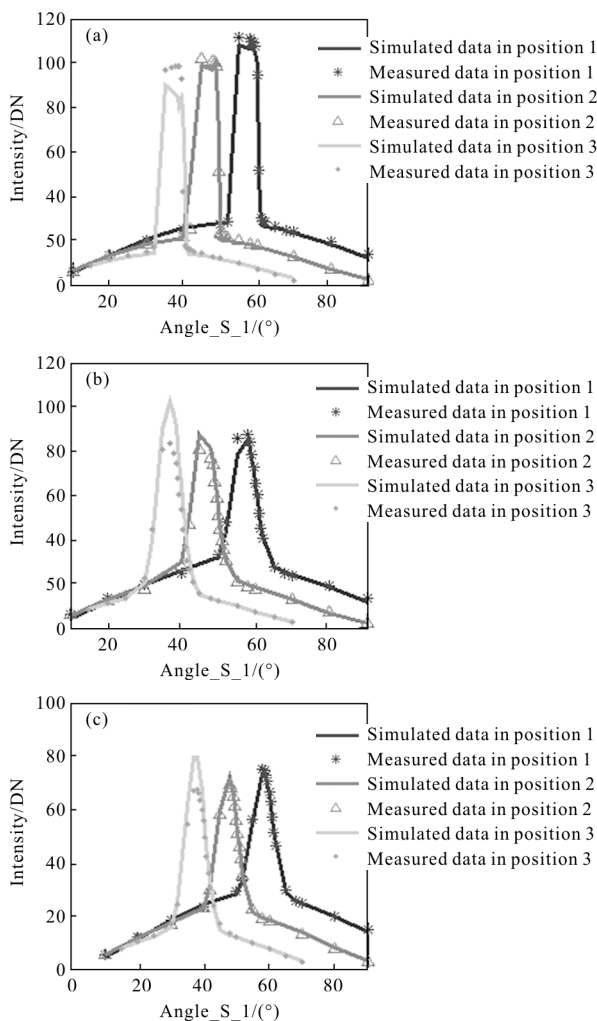 120
(a)
100
80
60
40
50
0
20
40
60
80
Intensity/DN
Angle_S_1/(°)
Simulated data in position 1
Measured data in position 1
Simulated data in position 2
Measured data in position 2
Simulated data in position 3
Measured data in position 3
120
(b)
100
80
60
40
50
0
20
40
60
80
Intensity/DN
Angle_S_1/(°)
Simulated data in position 1
Measured data in position 1
Simulated data in position 2
Measured data in position 2
Simulated data in position 3
Measured data in position 3
100
(c)
80
60
40
20
0
0
20
40
60
80
Intensity/DN
Angle_S_1/(°)
Simulated data in position 1
Measured data in position 1
Simulated data in position 2
Measured data in position 2
Simulated data in position 3
Measured data in position 3